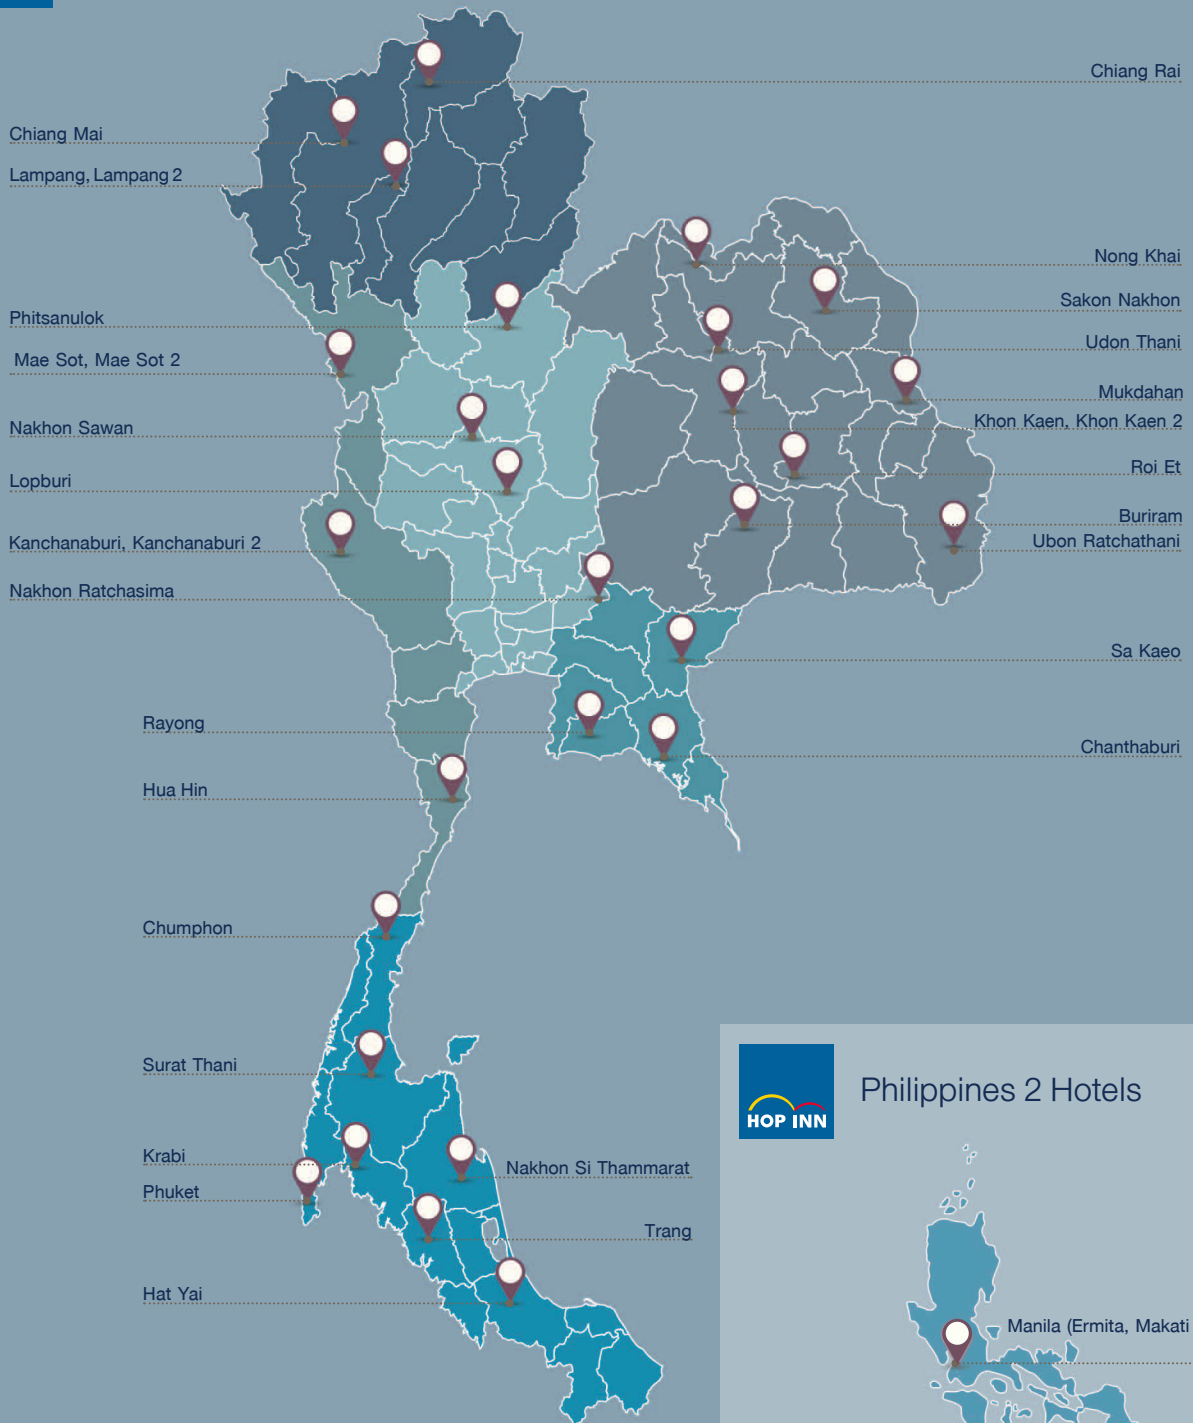 Chiang Rai
Chiang Mai
Lampang, Lampang 2
Nong Khai
Sakon Nakhon
Phitsanulok
Udon Thani
Mae Sot, Mae Sot 2
Mukdahan
Khon Kaen, Khon Kaen 2
Nakhon Sawan
Roi Et
Lopburi
Buriram
Ubon Ratchathani
Kanchanaburi, Kanchanaburi 2
Nakhon Ratchasima
Sa Kaeo
Rayong
Chanthaburi
Hua Hin
Chumphon
Surat Thani
Krabi
Nakhon Si Thammarat
Phuket
Trang
Hat Yai
HOP INN
Philippines 2 Hotels
Manila (Ermita, Makati